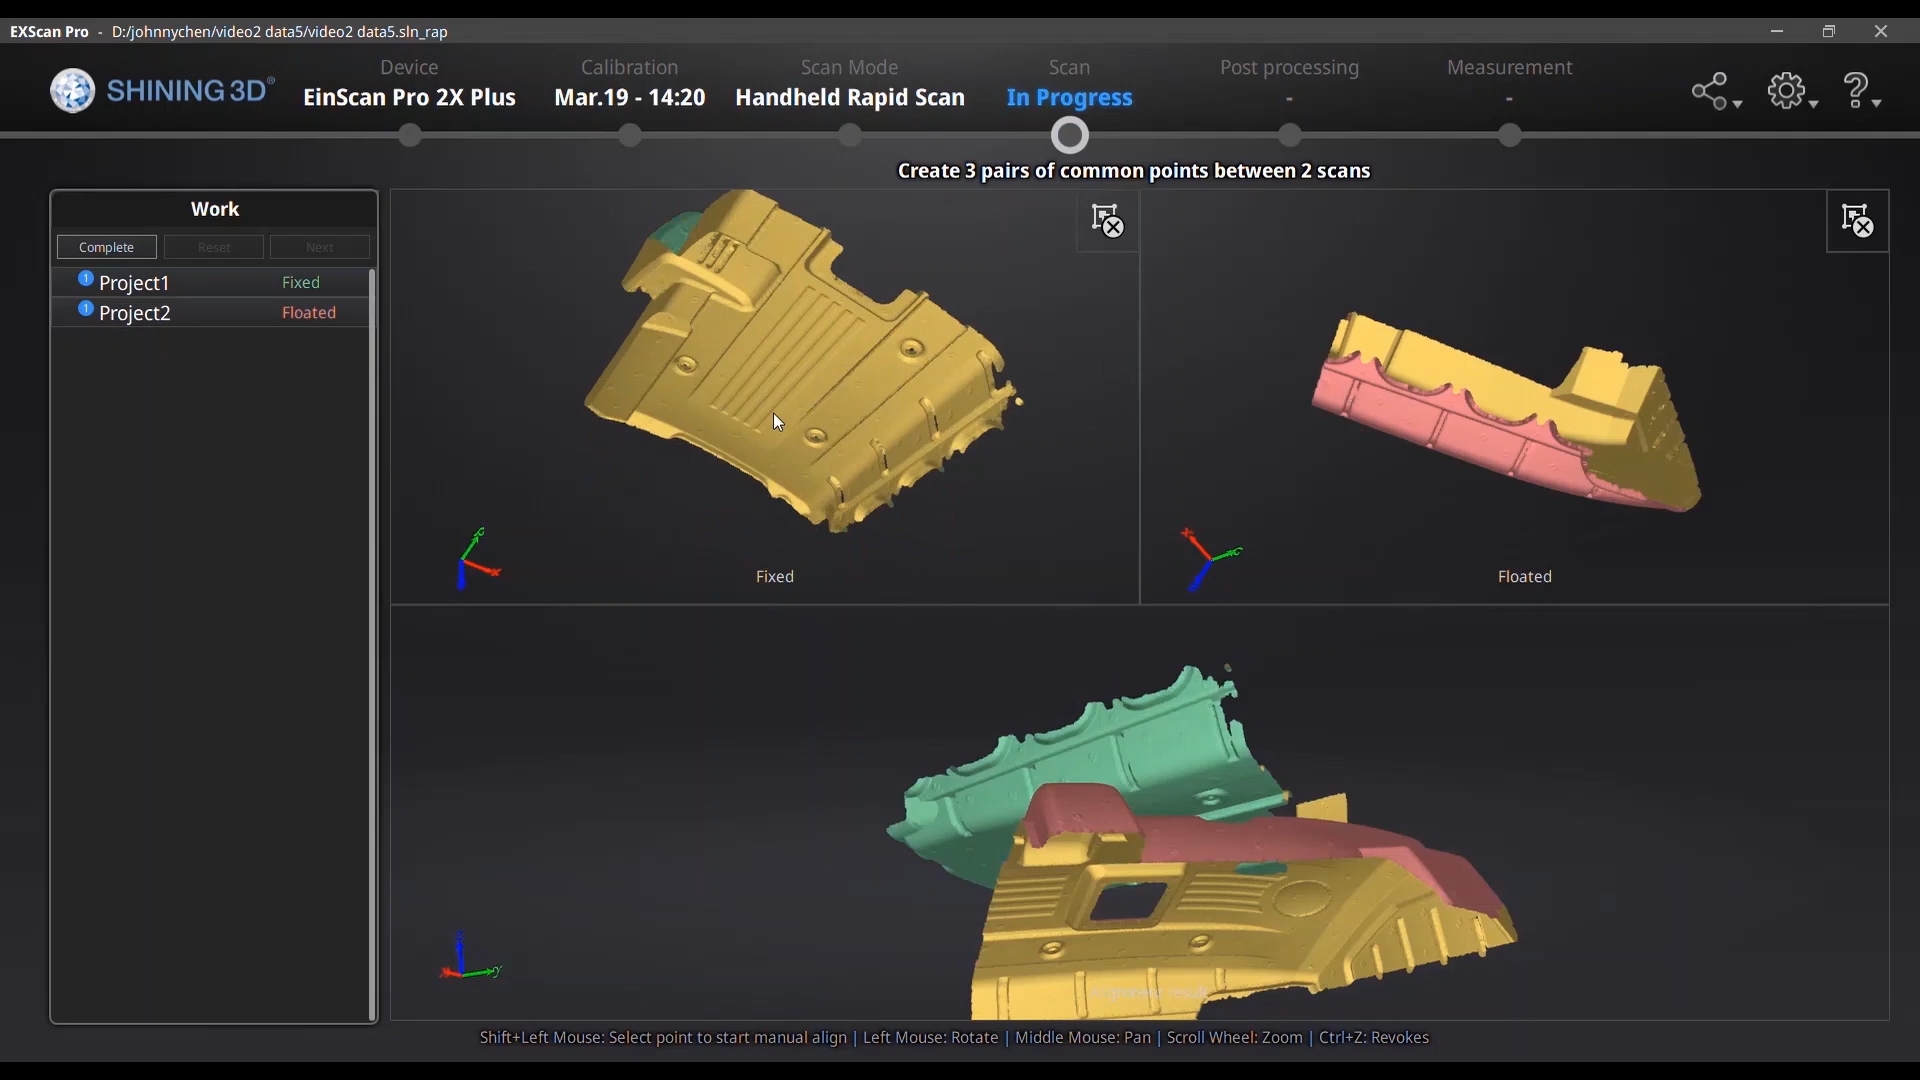 EXScan Pro - D:/johnnychen/video2 data5/video2 data5.sln_rap
SHINING 3D®
Device
EinScan Pro 2X Plus
Calibration
Mar.19 - 14:20
Scan Mode
Handheld Rapid Scan
Scan
In Progress
Post processing
-
Measurement
-
Create 3 pairs of common points between 2 scans
Work
Complete Reset Next
1 Project1 Fixed
1 Project2 Floated
Fixed
Floated
Shift+Left Mouse: Select point to start manual align | Left Mouse: Rotate | Middle Mouse: Pan | Scroll Wheel: Zoom | Ctrl+Z: Revokes